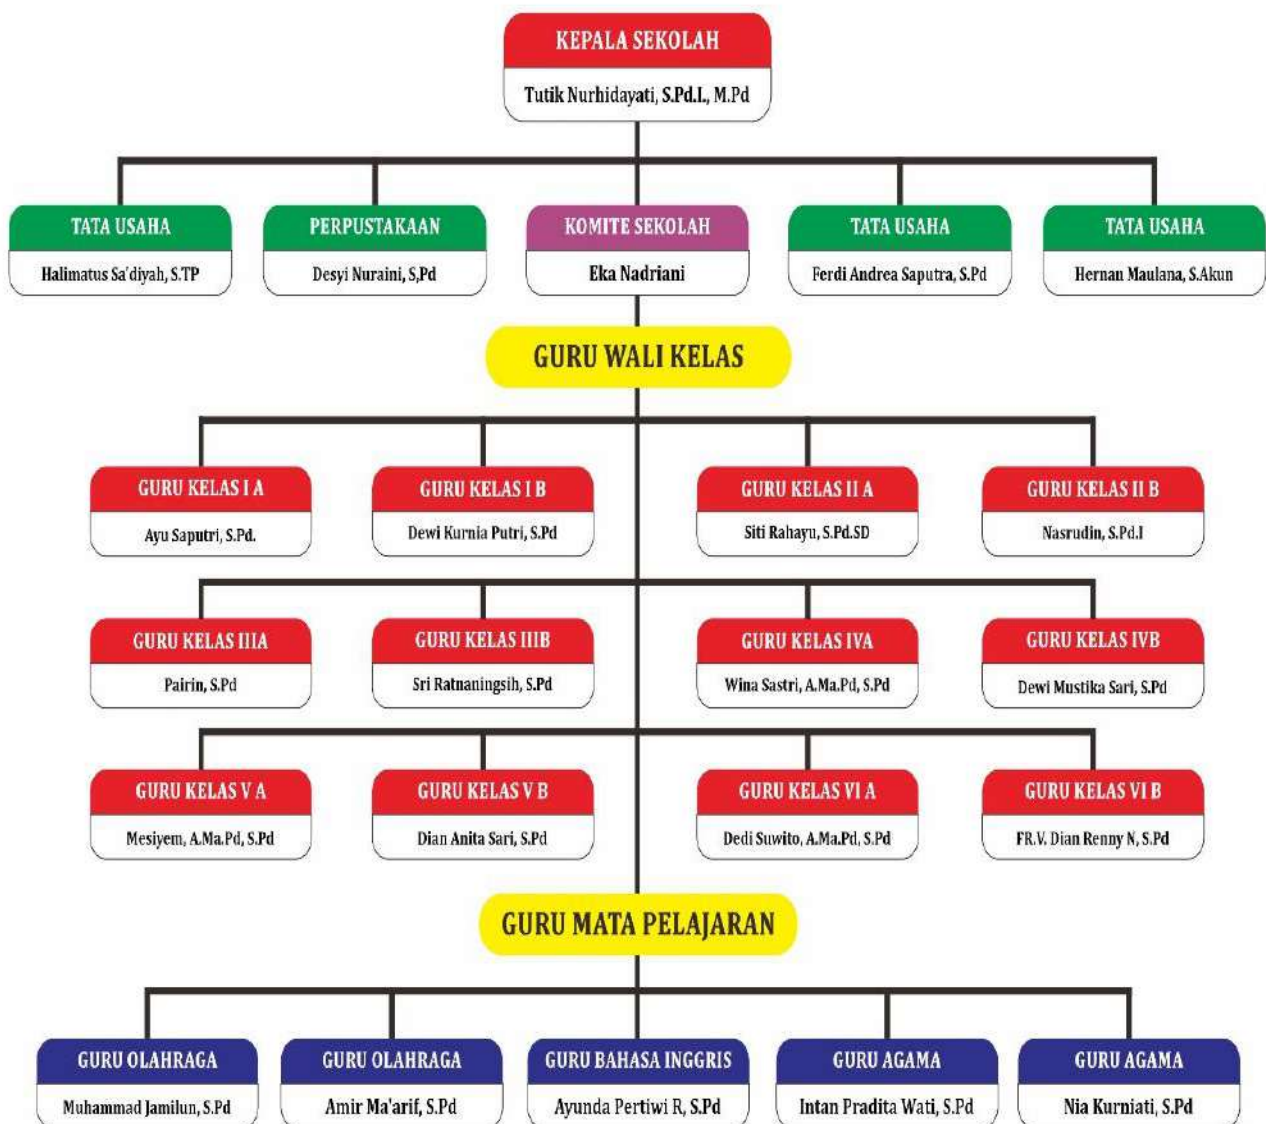 KEPALA SEKOLAH
Tutik Nurhidayati, S.Pd.I., M.Pd
TATA USAHA
Halimatus Sa'diyah, S.TP
PERPUSTAKAAN
Desyi Nuraini, S,Pd
KOMITE SEKOLAH
Eka Nadriani
TATA USAHA
Ferdi Andrea Saputra, S.Pd
TATA USAHA
Hernan Maulana, S.Akun
GURU WALI KELAS
GURU KELAS I A
Ayu Saputri, S.Pd.
GURU KELAS I B
Dewi Kurnia Putri, S.Pd
GURU KELAS II A
Siti Rahayu, S.Pd.SD
GURU KELAS II B
Nasrudin, S.Pd.I
GURU KELAS IIIA
Pairin, S.Pd
GURU KELAS IIIB
Sri Ratnaningsih, S.Pd
GURU KELAS IVA
Wina Sastri, A.Ma.Pd, S.Pd
GURU KELAS IVB
Dewi Mustika Sari, S.Pd
GURU KELAS V A
Mesiyem, A.Ma.Pd, S.Pd
GURU KELAS V B
Dian Anita Sari, S.Pd
GURU KELAS VI A
Dedi Suwito, A.Ma.Pd, S.Pd
GURU KELAS VI B
FR.V. Dian Renny N, S.Pd
GURU MATA PELAJARAN
GURU OLAHRAGA
Muhammad Jamilun, S.Pd
GURU OLAHRAGA
Amir Ma'arif, S.Pd
GURU BAHASA INGGRIS
Ayunda Pertiwi R, S.Pd
GURU AGAMA
Intan Pradita Wati, S.Pd
GURU AGAMA
Nia Kurniati, S.Pd